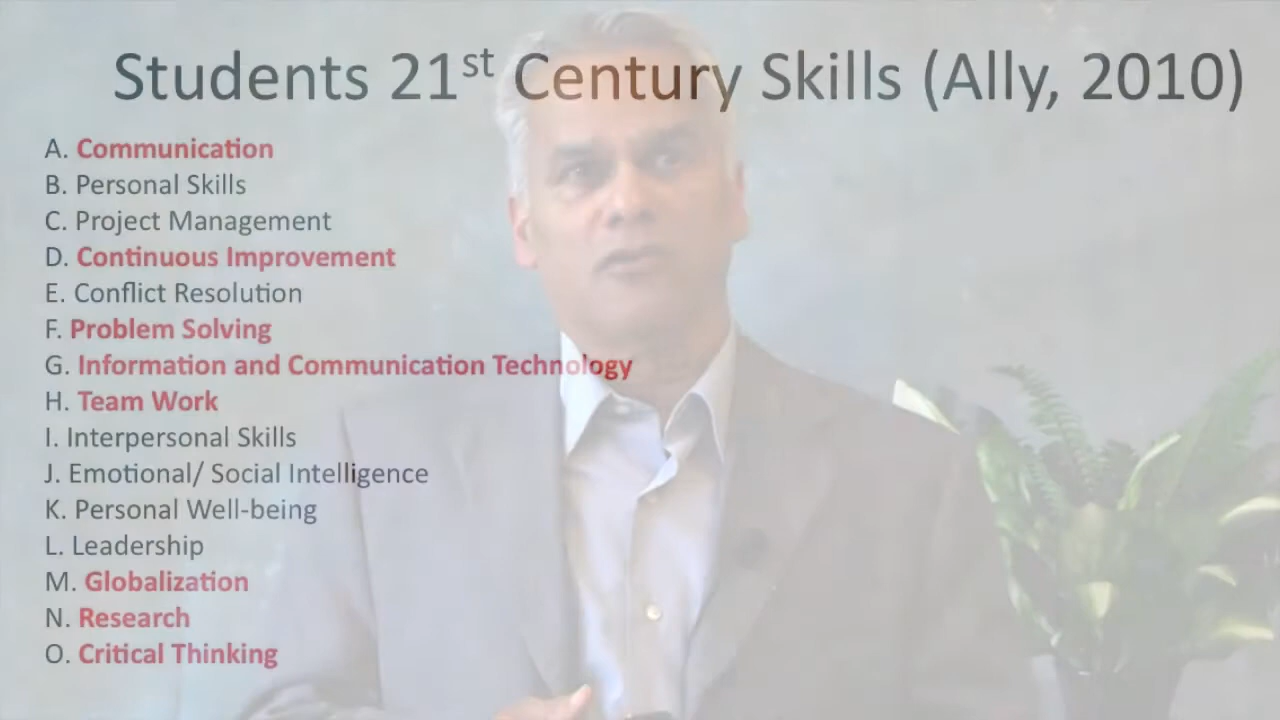 Students 21st Century Skills (Ally, 2010)
A. Communication
B. Personal Skills
C. Project Management
D. Continuous Improvement
E. Conflict Resolution
F. Problem Solving
G. Information and Communication Technology
H. Team Work
I. Interpersonal Skills
J. Emotional/ Social Intelligence
K. Personal Well-being
L. Leadership
M. Globalization
N. Research
O. Critical Thinking